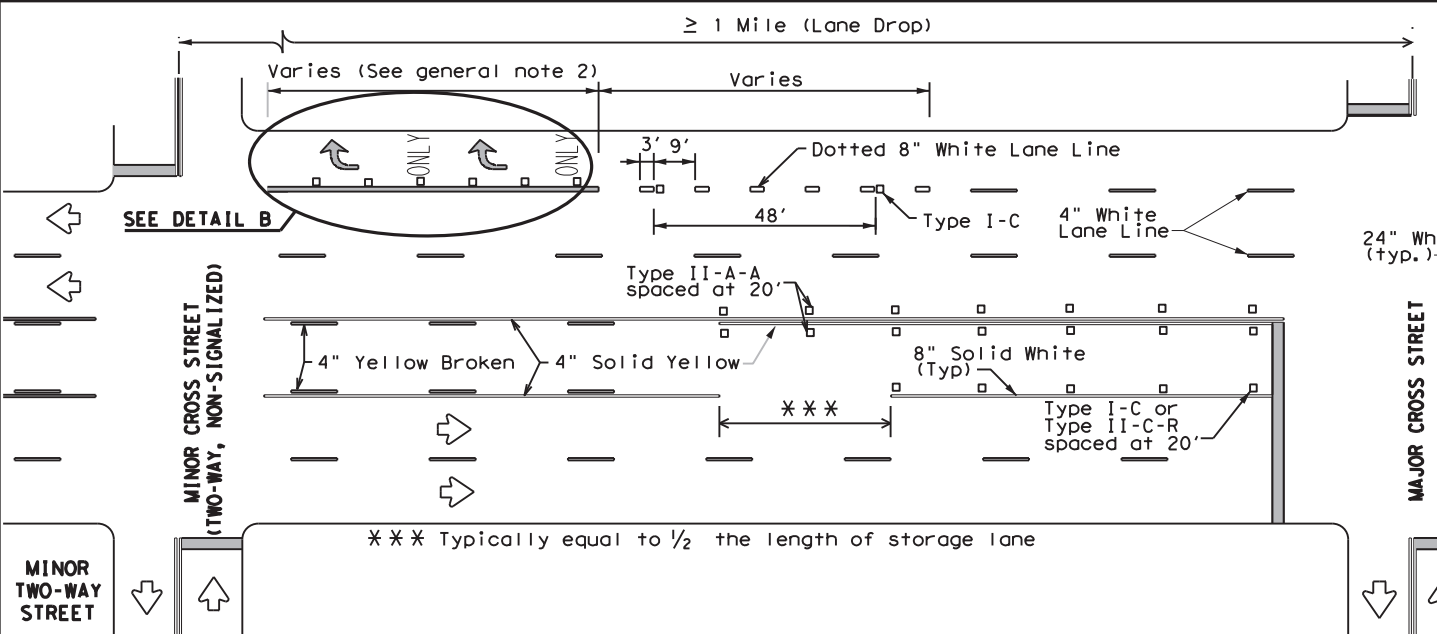 ≥ 1 Mile (Lane Drop)
Varies (See general note 2)
Varies
ONLY
ONLY
3' 9'
Dotted 8" White Lane Line
SEE DETAIL B
48'
Type I-C
4" White
Lane Line
24" Wh
(typ.)
Type II-A-A
spaced at 20'
MINOR CROSS STREET
(TWO-WAY, NON-SIGNALIZED)
4" Yellow Broken
4" Solid Yellow
8" Solid White
(Typ)
***
Type I-C or
Type II-C-R
spaced at 20'
MAJOR CROSS STREET
*** Typically equal to ½ the length of storage lane
MINOR
TWO-WAY
STREET